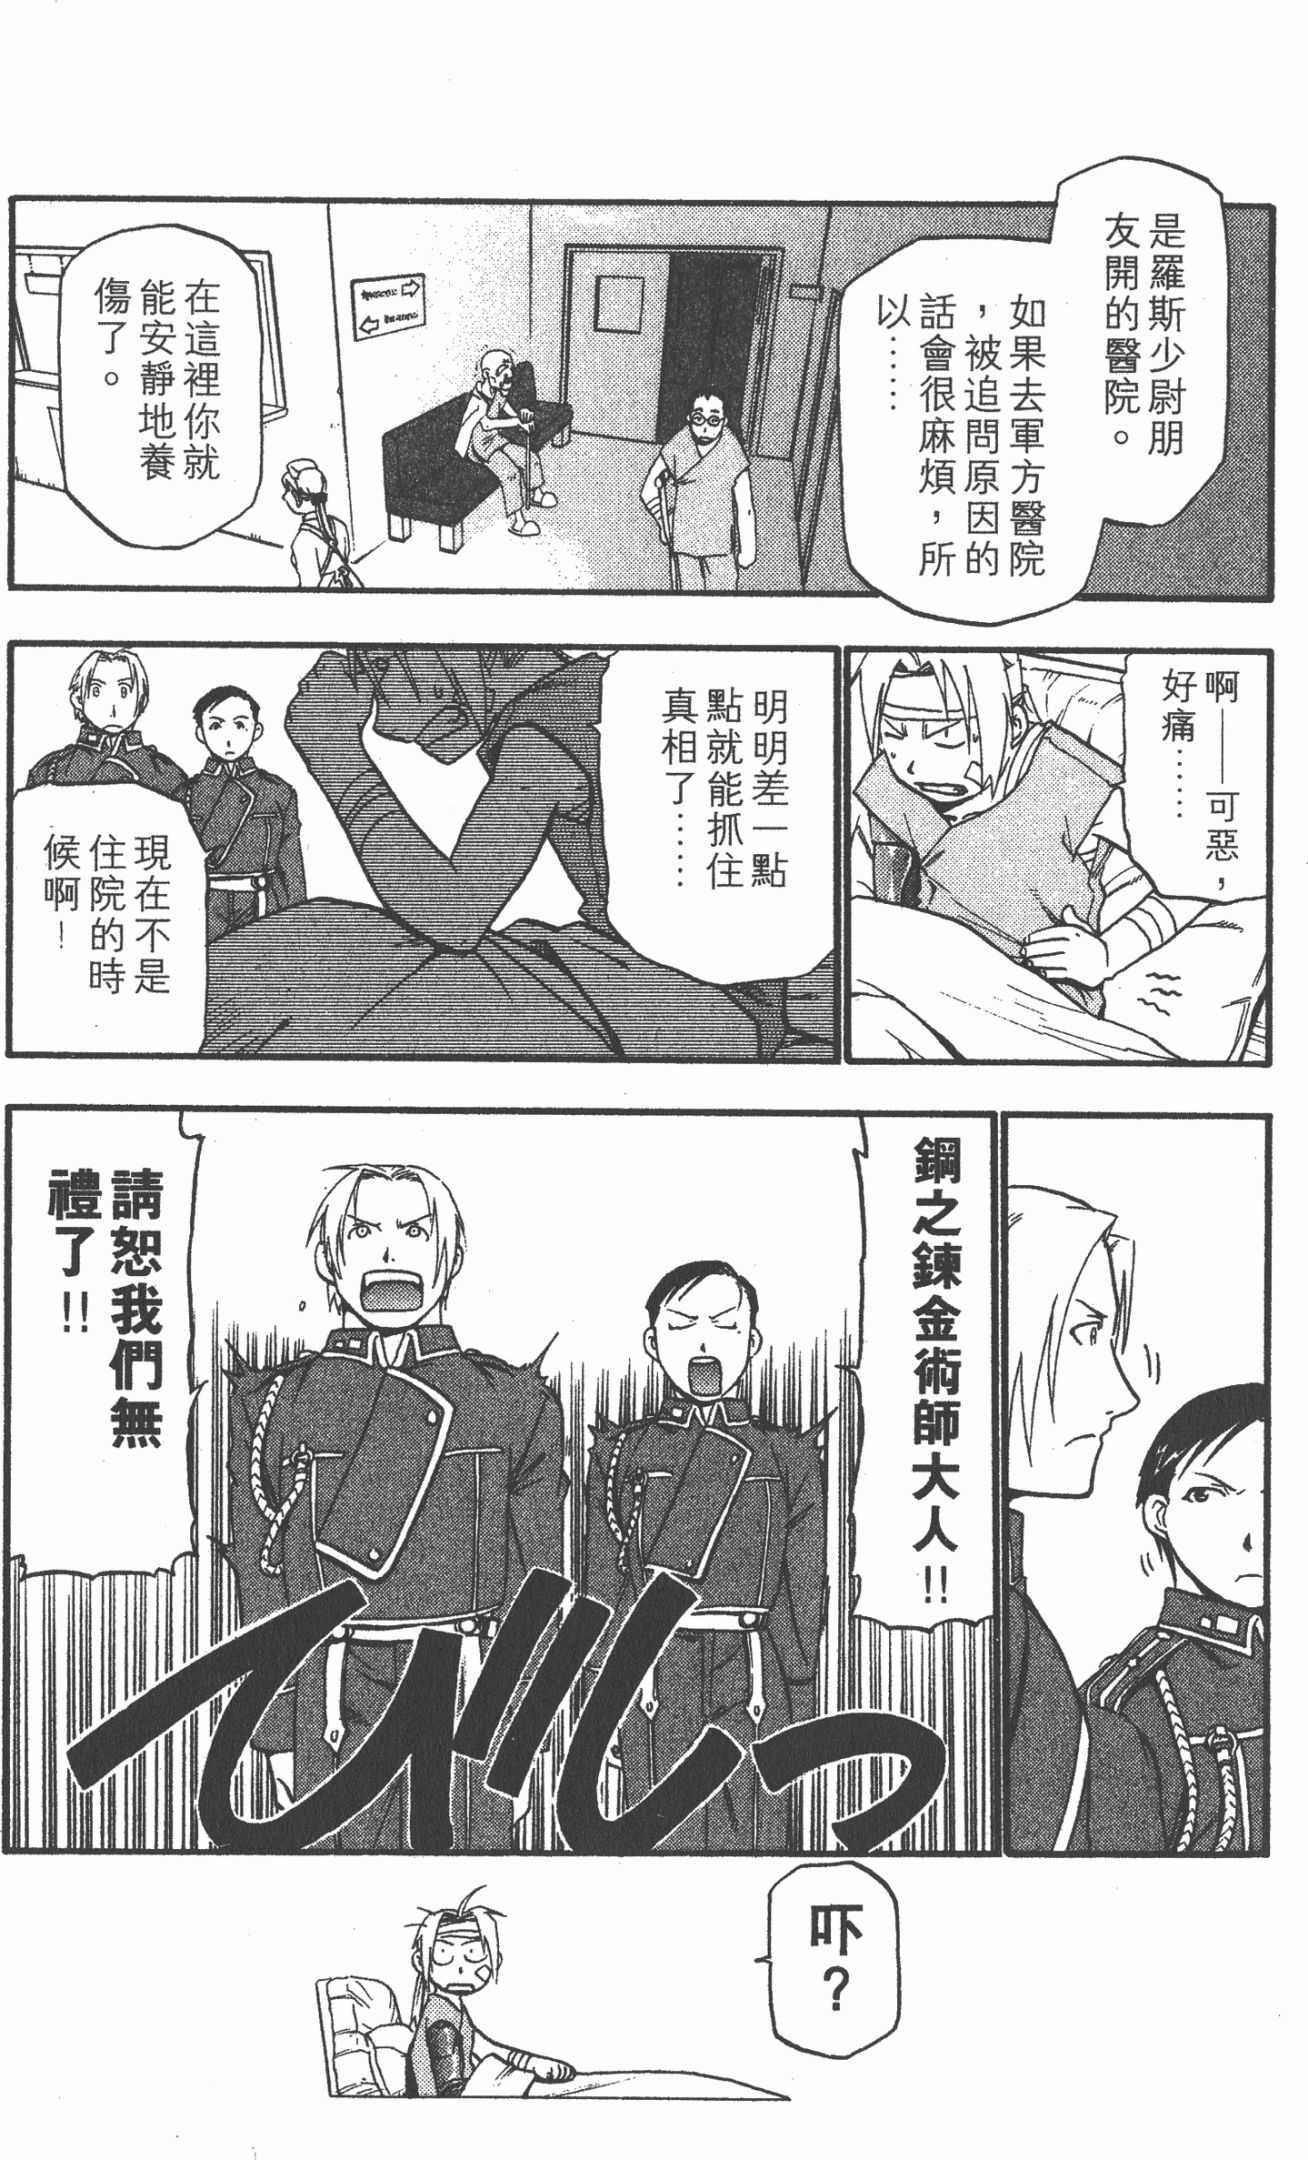 是羅斯少尉朋
友開的醫院。
如果去軍方醫院
，被追問原因的
話會很麻煩，所
以……
在這裡你就
能安靜地養
傷了。
啊——可惡，
好痛……
明明差一點
點就能抓住
真相了……
現在不是
住院的時
候啊！
鋼之鍊金術師大人!!
請恕我們無
禮了!!
びしっ
吓？